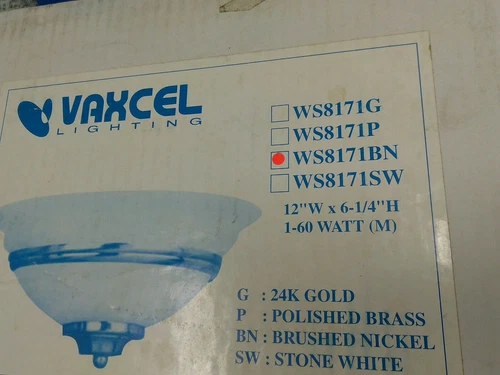 VAXCEL
LIGHTING
WS8171G
WS8171P
WS8171BN
WS8171SW
12"W x 6-1/4"H
1-60 WATT (M)
G : 24K GOLD
P : POLISHED BRASS
BN : BRUSHED NICKEL
SW : STONE WHITE